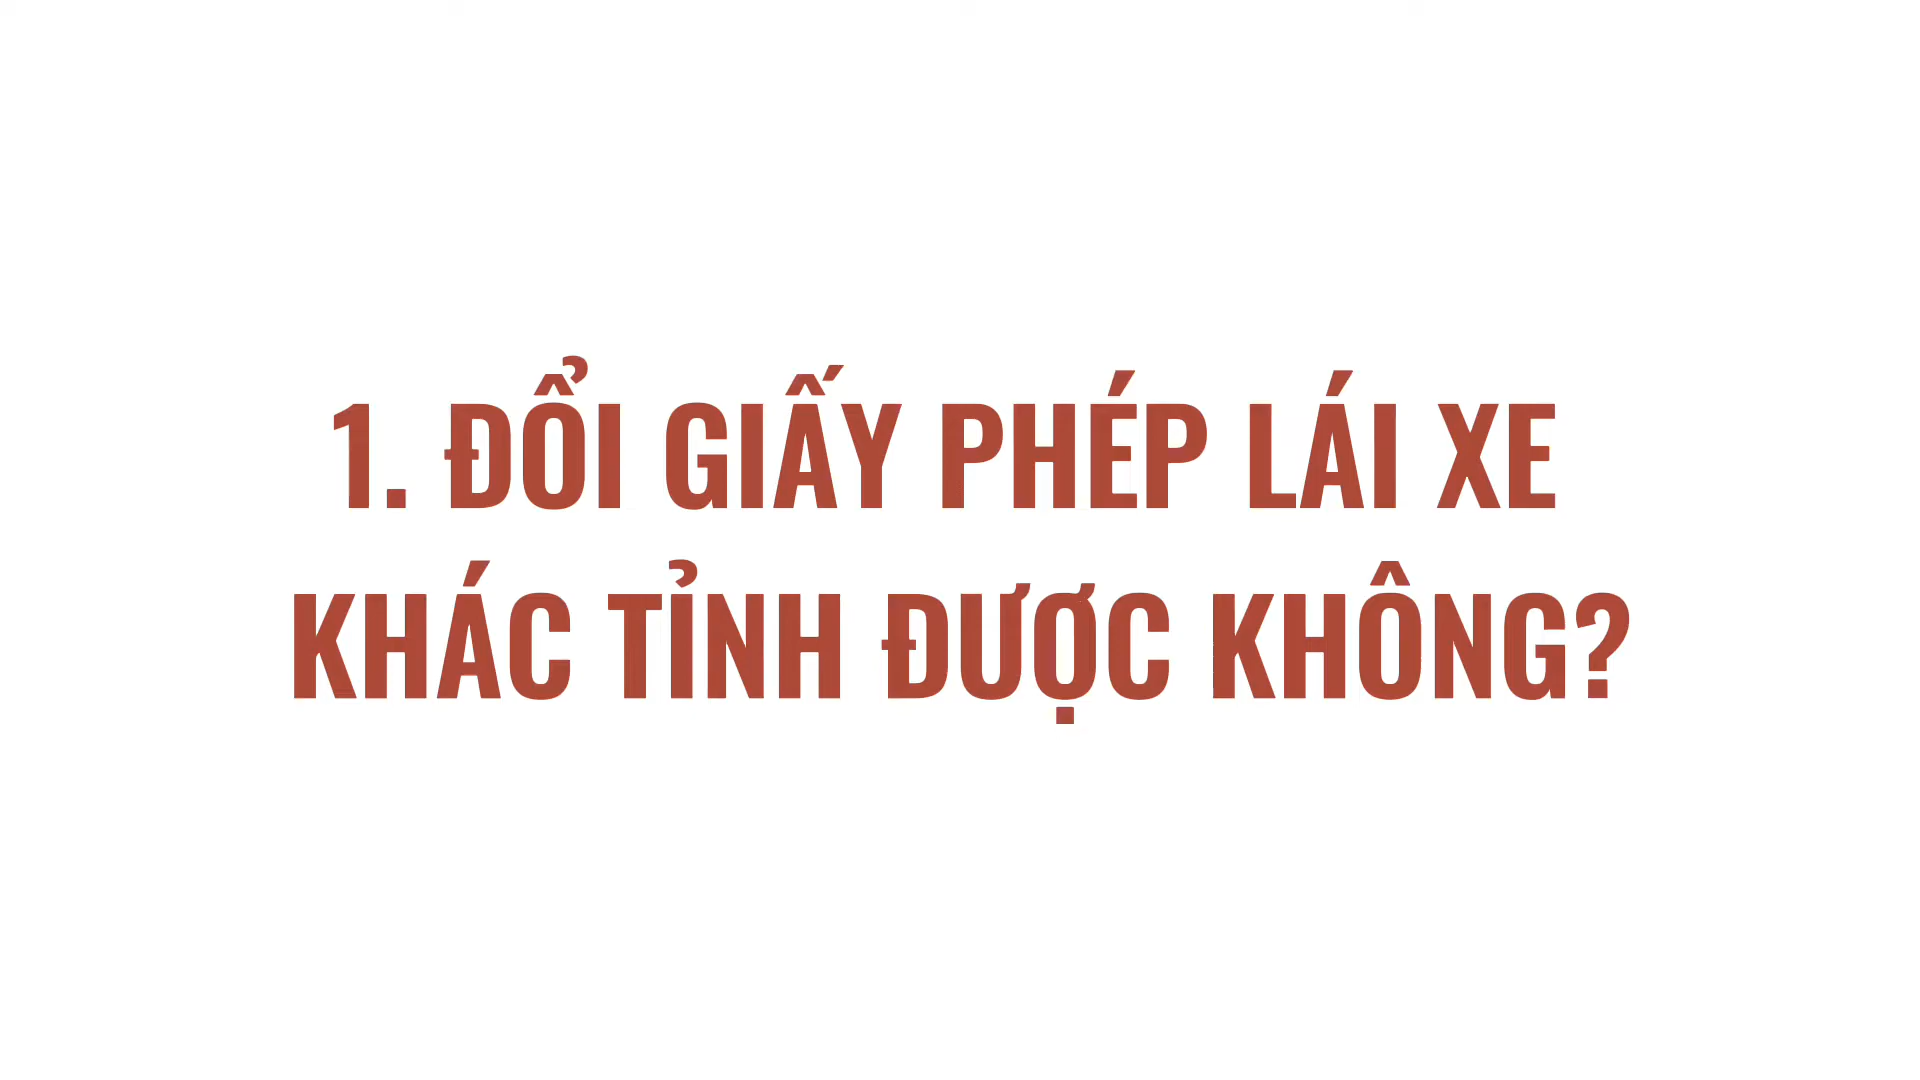 1. ĐỔI GIẤY PHÉP LÁI XE
KHÁC TỈNH ĐƯỢC KHÔNG?